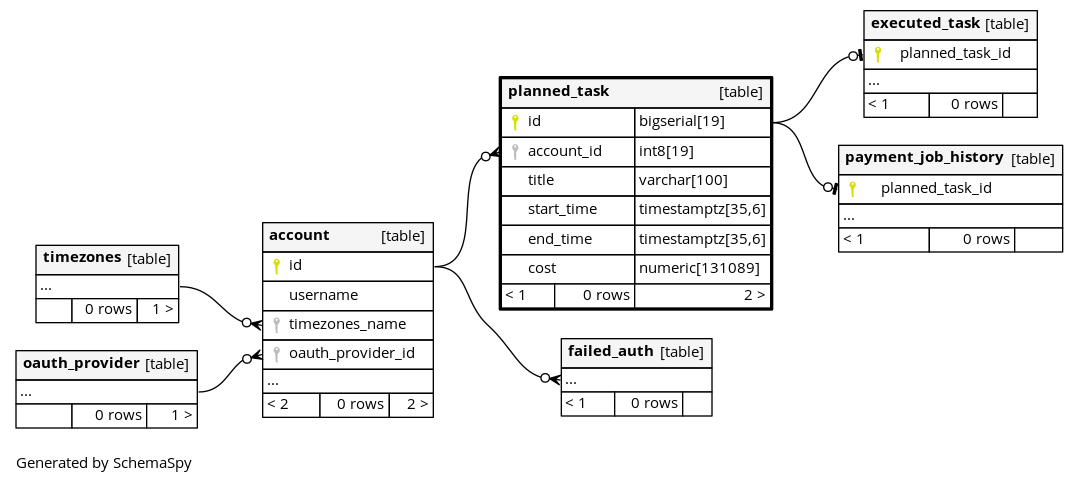 executed_task [table]
planned_task_id
...
< 1 0 rows
planned_task [table]
id bigserial[19]
account_id int8[19]
title varchar[100]
start_time timestamptz[35,6]
end_time timestamptz[35,6]
cost numeric[131089]
< 1 0 rows 2 >
payment_job_history [table]
planned_task_id
...
< 1 0 rows
account [table]
id
username
timezones_name
oauth_provider_id
...
< 2 0 rows 2 >
timezones [table]
...
0 rows 1 >
oauth_provider [table]
...
0 rows 1 >
failed_auth [table]
...
< 1 0 rows
Generated by SchemaSpy